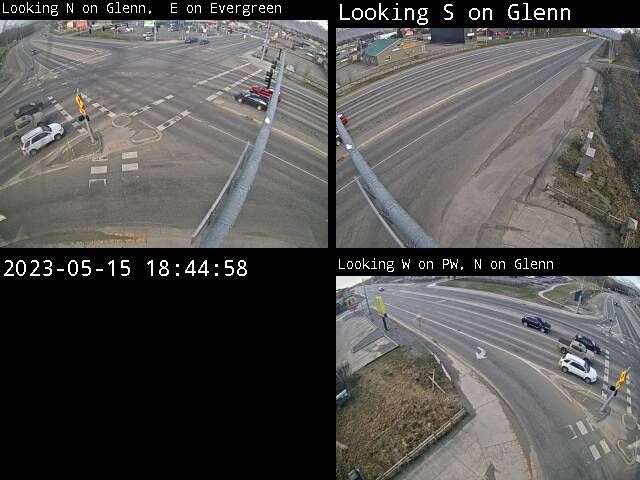 Looking N on Glenn, E on Evergreen
Looking S on Glenn
2023-05-15 18:44:58
Looking W on PW, N on Glenn